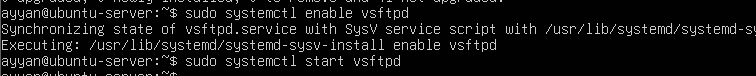 ayyan@ubuntu-server:~$ sudo systemctl enable vsftpd
Synchronizing state of vsftpd.service with SysV service script with /usr/lib/systemd/systemd-sy
Executing: /usr/lib/systemd/systemd-sysv-install enable vsftpd
ayyan@ubuntu-server:~$ sudo systemctl start vsftpd